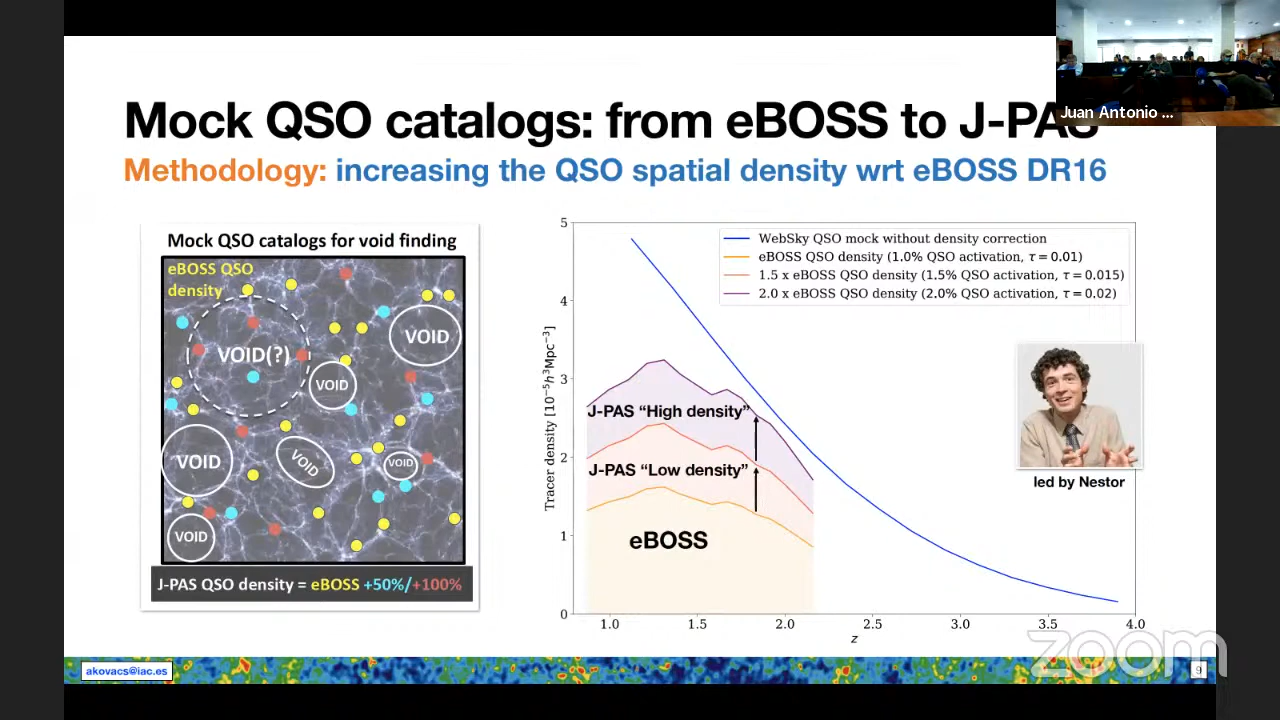 Juan Antonio ...
Mock QSO catalogs: from eBOSS to J-PAS
Methodology: increasing the QSO spatial density wrt eBOSS DR16
Mock QSO catalogs for void finding
eBOSS QSO
density
VOID(?)
VOID
VOID
VOID
VOID
VOID
VOID
J-PAS QSO density = eBOSS +50%/+100%
5
4
3
2
1
0
Tracer density [10⁻⁵h³Mpc⁻³]
WebSky QSO mock without density correction
eBOSS QSO density (1.0% QSO activation, τ = 0.01)
1.5 x eBOSS QSO density (1.5% QSO activation, τ = 0.015)
2.0 x eBOSS QSO density (2.0% QSO activation, τ = 0.02)
J-PAS “High density”
J-PAS “Low density”
eBOSS
1.0 1.5 2.0 2.5 3.0 3.5 4.0
z
led by Nestor
akovacs@iac.es
9
zoom